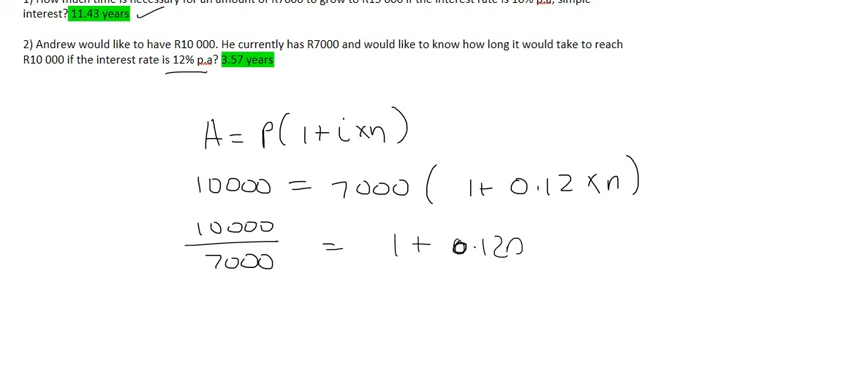 interest? 11.43 years
2) Andrew would like to have R10 000. He currently has R7000 and would like to know how long it would take to reach
R10 000 if the interest rate is 12% p.a? 3.57 years
A = P(1+i×n)
10000 = 7000(1+0.12×n)
10000/7000 = 1+0.12n